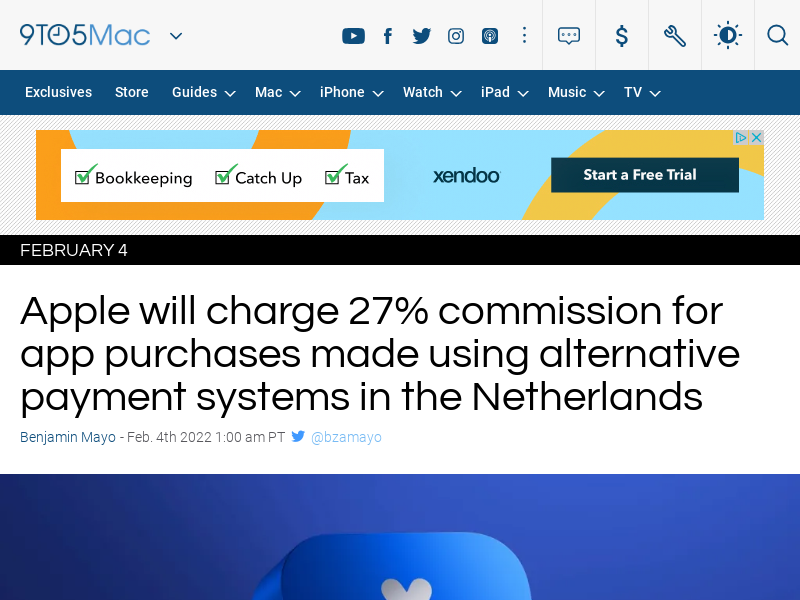 9TO5Mac
Exclusives Store Guides Mac iPhone Watch iPad Music TV
Bookkeeping Catch Up Tax xendoo Start a Free Trial
FEBRUARY 4
Apple will charge 27% commission for
app purchases made using alternative
payment systems in the Netherlands
Benjamin Mayo - Feb. 4th 2022 1:00 am PT @bzamayo